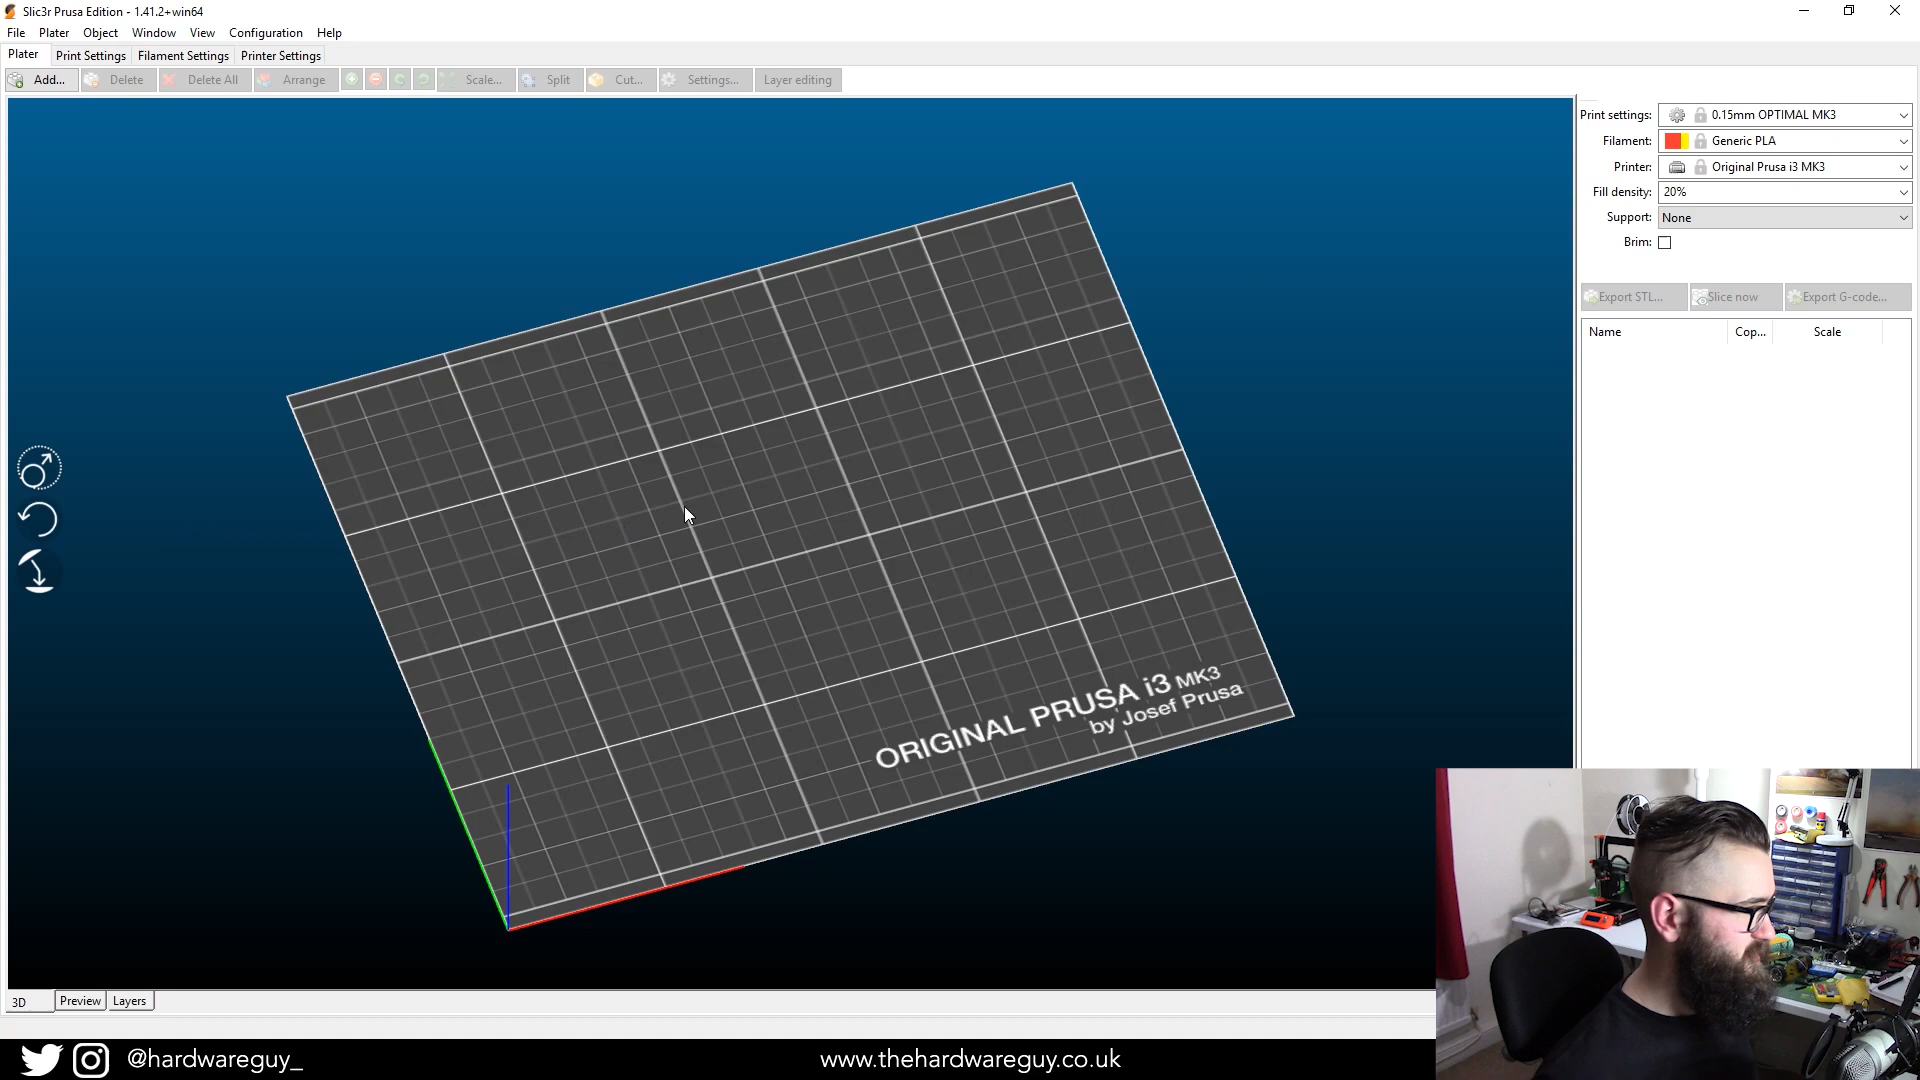 Slic3r Prusa Edition - 1.41.2+win64
File Plater Object Window View Configuration Help
Plater Print Settings Filament Settings Printer Settings
Add... Delete Delete All Arrange Scale... Split Cut... Settings... Layer editing
Print settings: 0.15mm OPTIMAL MK3
Filament: Generic PLA
Printer: Original Prusa i3 MK3
Fill density: 20%
Support: None
Brim:
Export STL... Slice now Export G-code...
Name Cop... Scale
ORIGINAL PRUSA i3 MK3
by Josef Prusa
3D Preview Layers
@hardwareguy_ www.thehardwareguy.co.uk